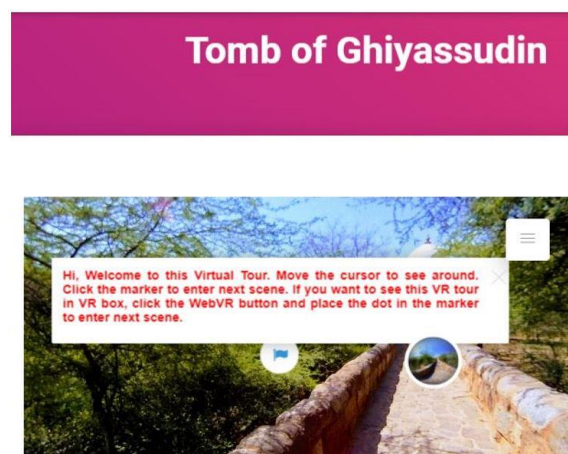 Tomb of Ghiyassudin
Hi, Welcome to this Virtual Tour. Move the cursor to see around.
Click the marker to enter next scene. If you want to see this VR tour
in VR box, click the WebVR button and place the dot in the marker
to enter next scene.